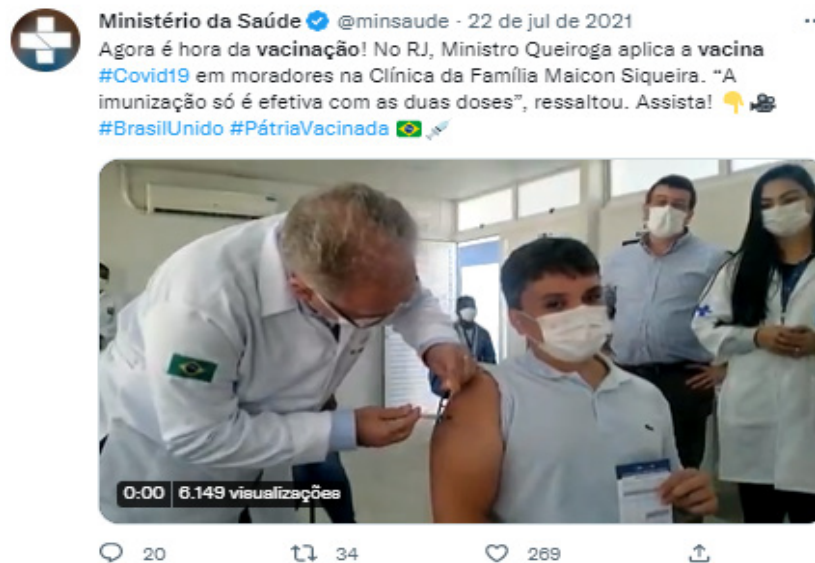 Ministério da Saúde @minsaude · 22 de jul de 2021
Agora é hora da vacinação! No RJ, Ministro Queiroga aplica a vacina
#Covid19 em moradores na Clínica da Família Maicon Siqueira. “A
imunização só é efetiva com as duas doses”, ressaltou. Assista! 👇🎥
#BrasilUnido #PátriaVacinada 🇧🇷💉
0:00 6.149 visualizações
20 34 269